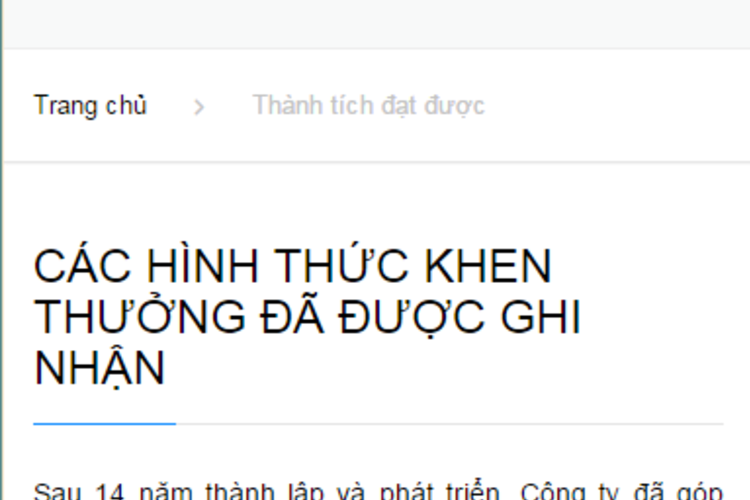 Trang chủ > Thành tích đạt được
CÁC HÌNH THỨC KHEN
THƯỞNG ĐÃ ĐƯỢC GHI
NHẬN
Sau 14 năm thành lập và phát triển, Công ty đã góp